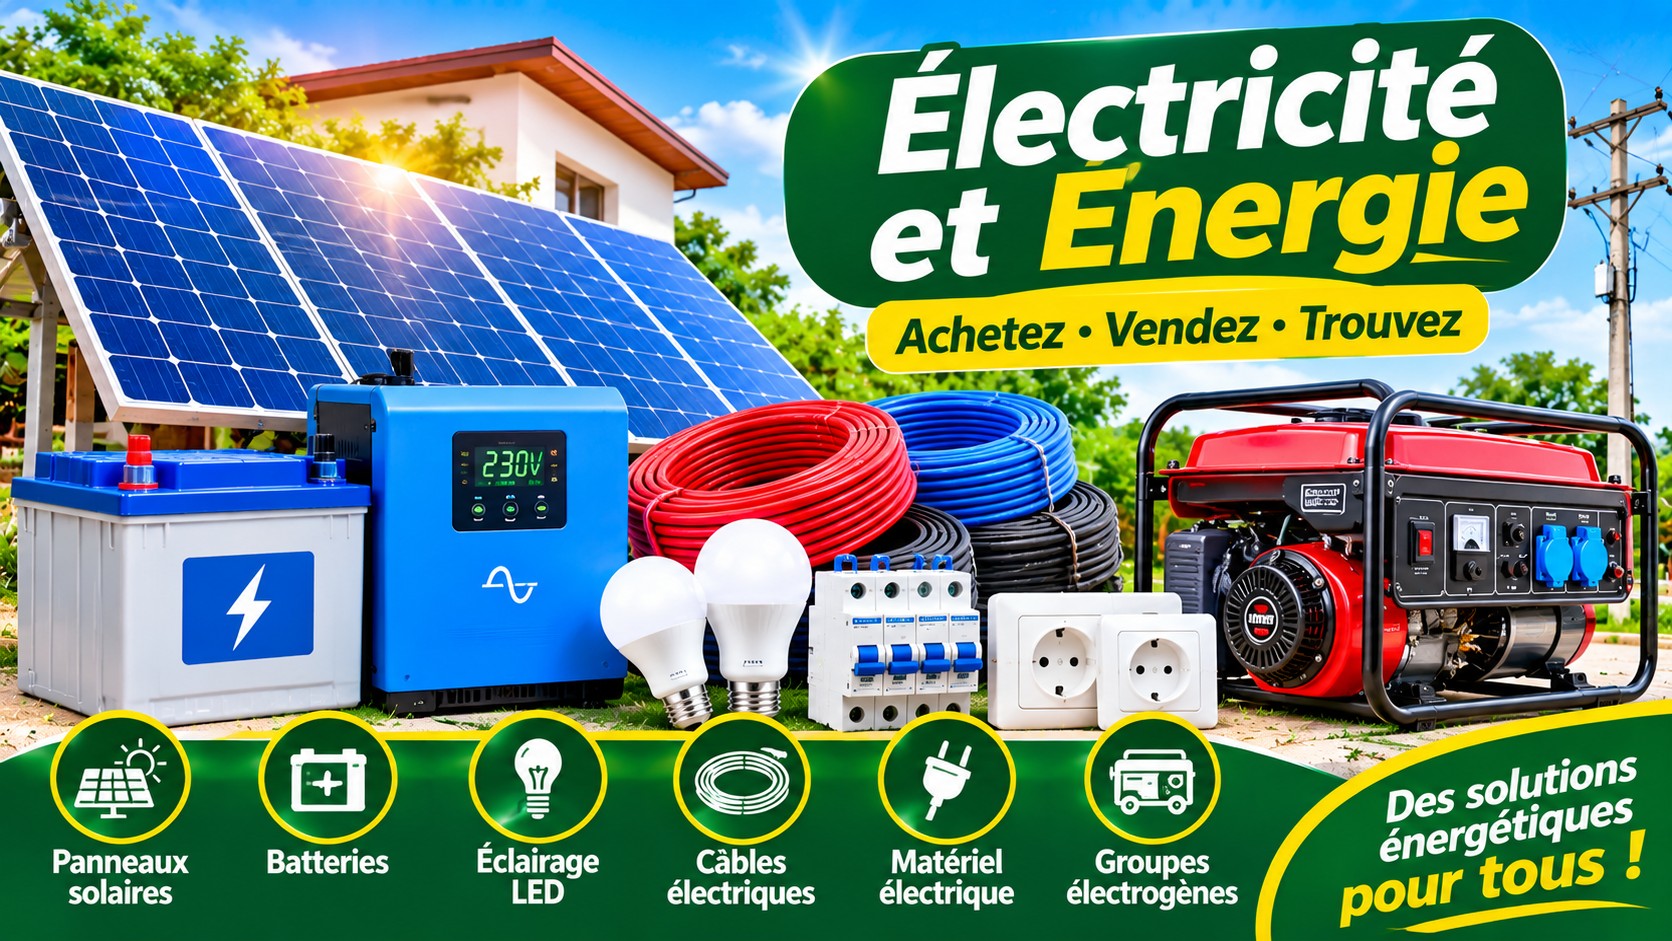 Électricité
et Énergie
Achetez • Vendez • Trouvez
230V
Panneaux
solaires
Batteries
Éclairage
LED
Câbles
électriques
Matériel
électrique
Groupes
électrogènes
Des solutions
énergétiques
pour tous !